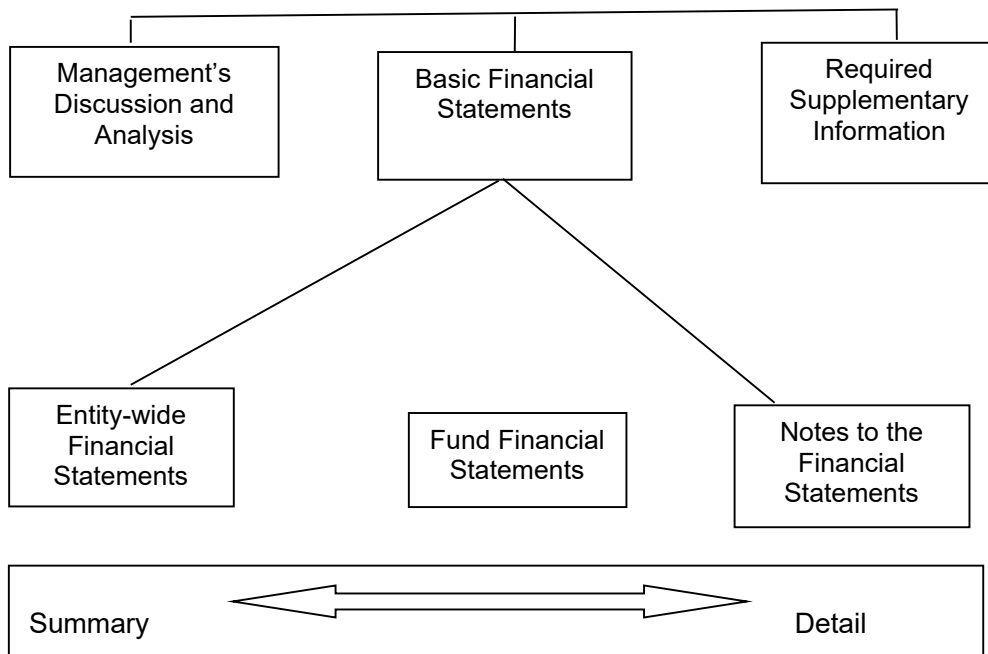 Management’s
Discussion and
Analysis
Basic Financial
Statements
Required
Supplementary
Information
Entity-wide
Financial
Statements
Fund Financial
Statements
Notes to the
Financial
Statements
Summary
Detail